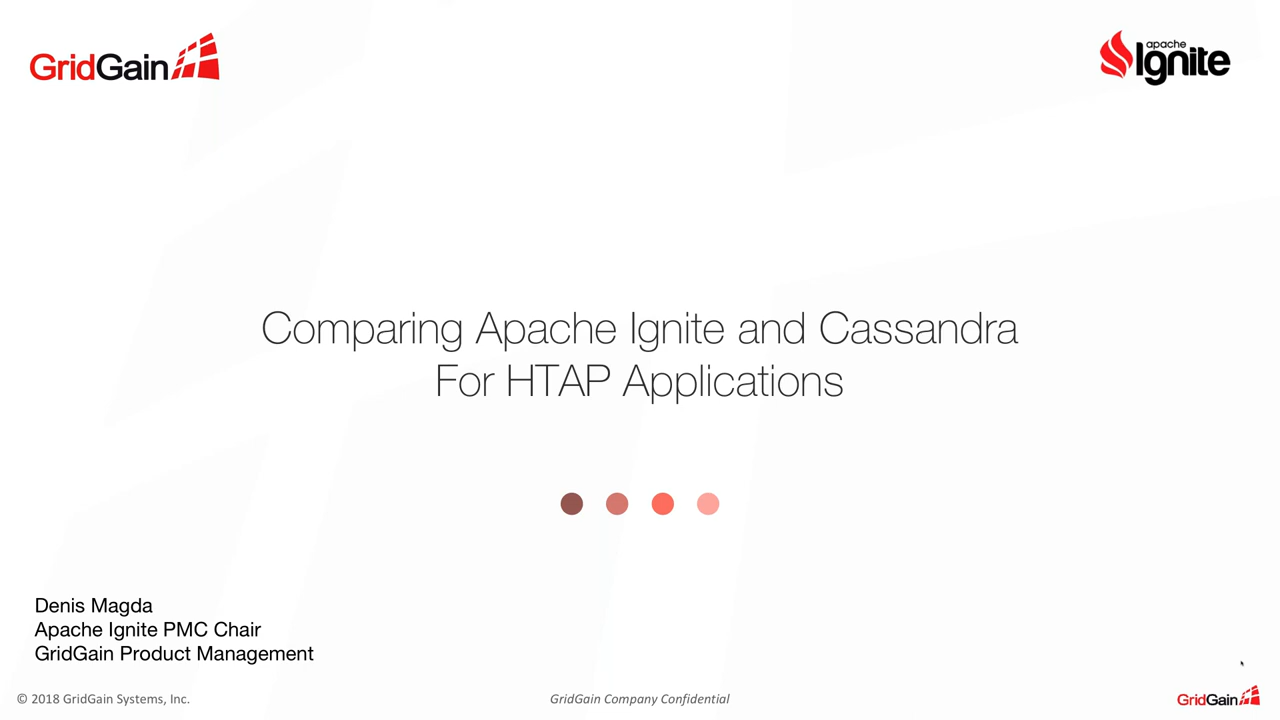 GridGain
apache
Ignite
Comparing Apache Ignite and Cassandra
For HTAP Applications
Denis Magda
Apache Ignite PMC Chair
GridGain Product Management
© 2018 GridGain Systems, Inc.
GridGain Company Confidential
GridGain